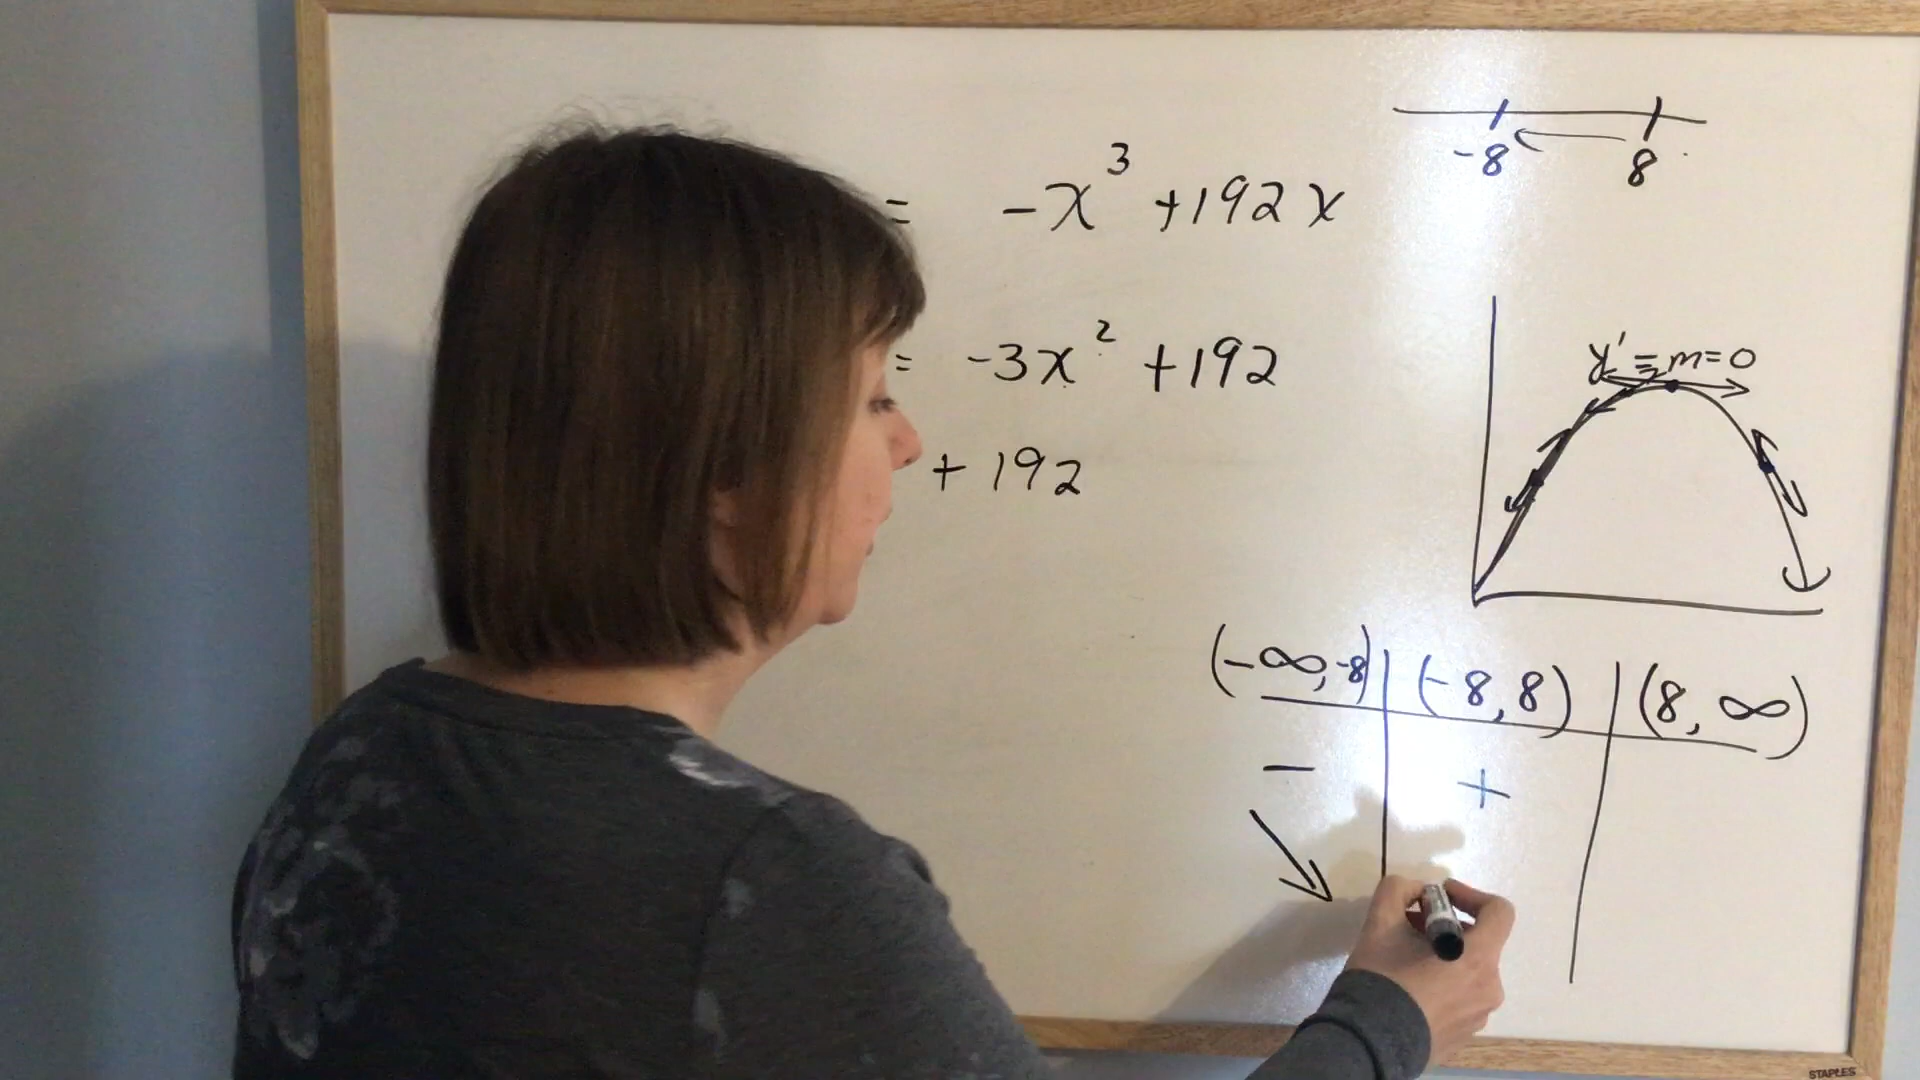 = -x³ +192x
= -3x² +192
+ 192
-8 8
y' = m=0
(-∞,-8) (-8,8) (8, ∞)
- +
STAPLES